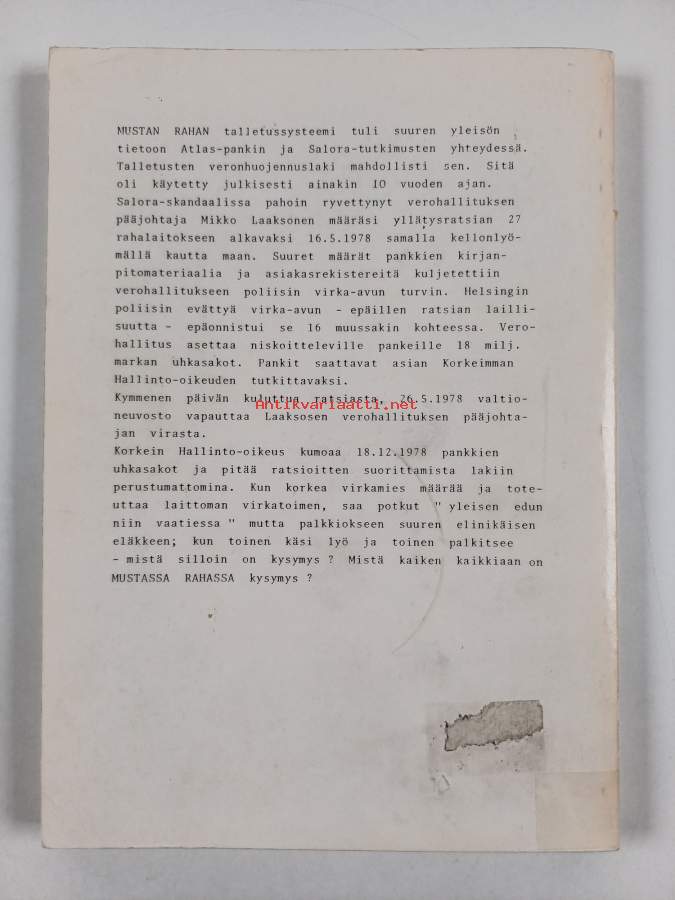 MUSTAN RAHAN talletussysteemi tuli suuren yleisön
tietoon Atlas-pankin ja Salora-tutkimusten yhteydessä.
Talletusten veronhuojennuslaki mahdollisti sen. Sitä
oli käytetty julkisesti ainakin IO vuoden ajan.
Salora-skandaalissa pahoin ryvettynyt verohallituksen
pääjohtaja Mikko Laaksonen määräsi yllätysratsian 27
rahalaitokseen alkavaksi 16.5.1978 samalla kellonlyö-
mällä kautta maan. Suuret määrät pankkien kirjan-
pitomateriaalia ja asiakasrekistereitä kuljetettiin
verohallitukseen poliisin virka-avun turvin. Helsingin
poliisin evättyä virka-avun - epäillen ratsian lailli-
suutta - epäonnistui se 16 muussakin kohteessa. Vero-
hallitus asettaa niskoitteleville pankeille 18 milj.
markan uhkasakot. Pankit saattavat asian Korkeimman
Hallinto-oikeuden tutkittavaksi.
Kymmenen päivän kuluttua ratsiasta, 26.5.1978 valtio-
Antikvariaatti.net
neuvosto vapauttaa Laaksosen verohallituksen pääjohta-
jan virasta.
Korkein Hallinto-oikeus kumoaa 18.12.1978 pankkien
uhkasakot ja pitää ratsioitten suorittamista lakiin
perustumattomina. Kun korkea virkamies määrää ja tote-
uttaa laittoman virkatoimen, saa potkut " yleisen edun
niin vaatiessa " mutta palkkiokseen suuren elinikäisen
eläkkeen; kun toinen käsi lyö ja toinen palkitsee
- mistä silloin on kysymys ? Mistä kaiken kaikkiaan on
MUSTASSA RAHASSA kysymys ?